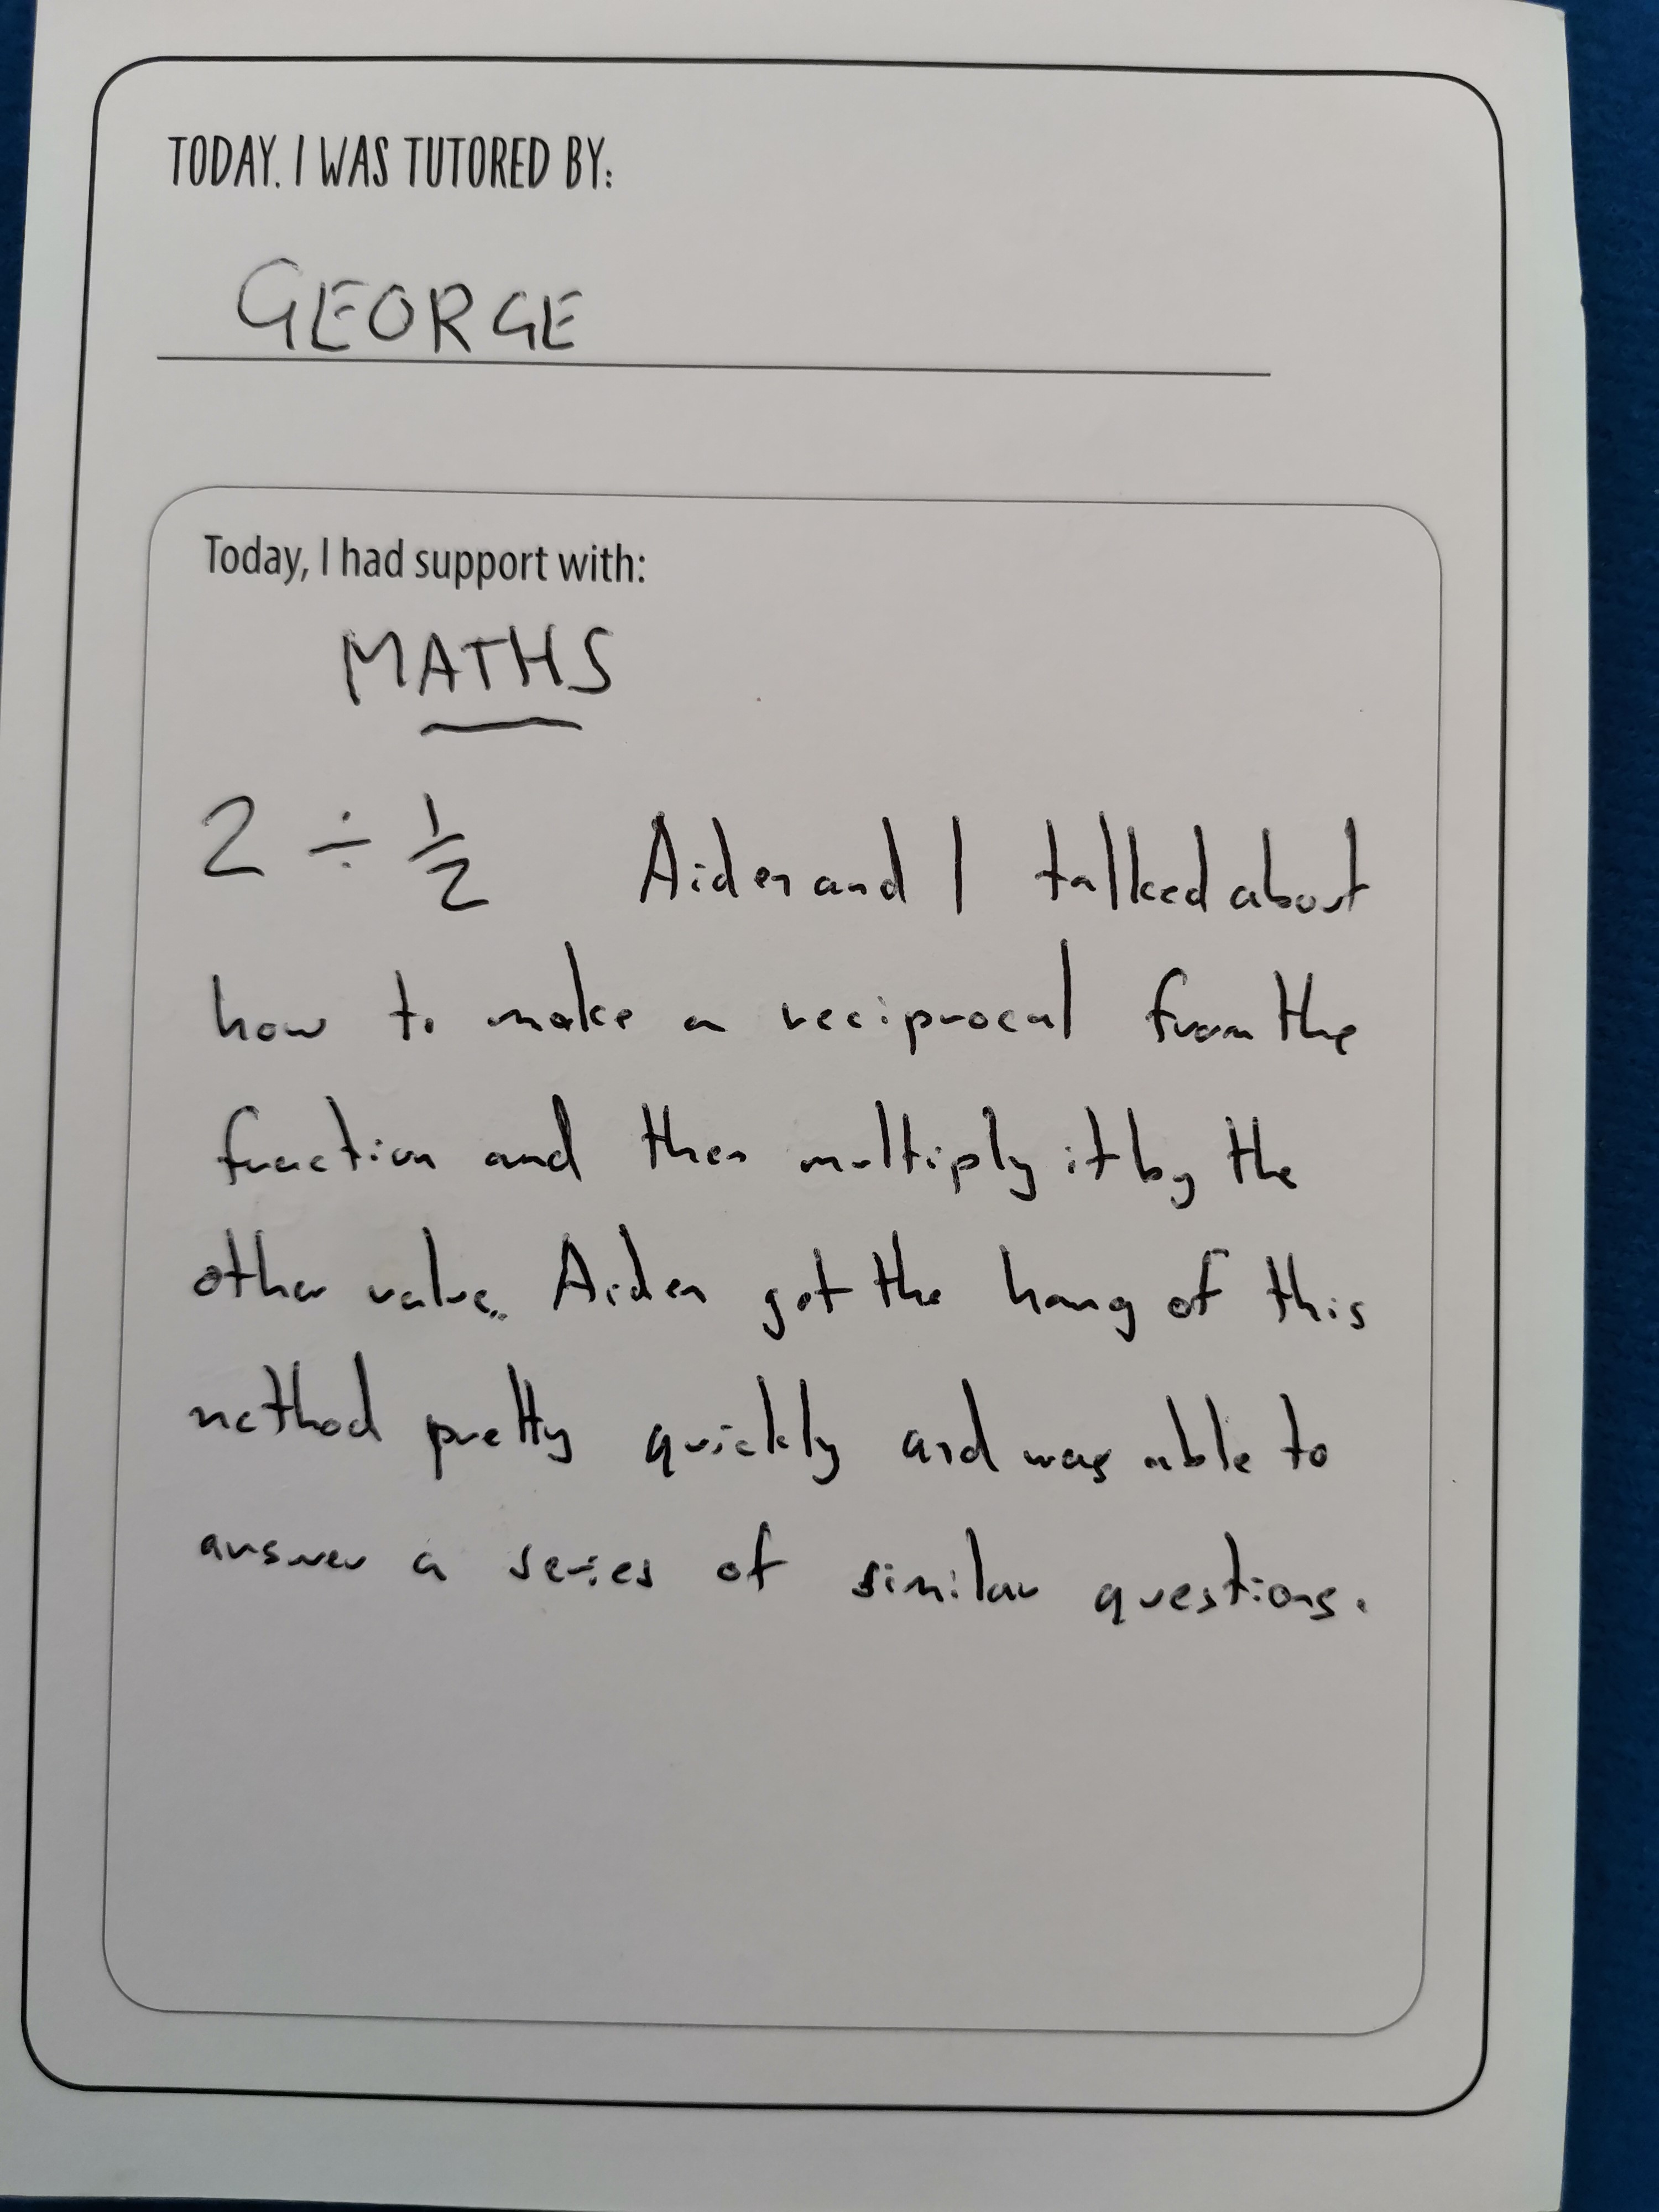 TODAY, I WAS TUTORED BY:
GEORGE
Today, I had support with:
MATHS
2 ÷ 1/2 Aiden and I talked about
how to make a reciprocal from the
fraction and then multiply it by the
other value. Aiden got the hang of this
method pretty quickly and was able to
answer a series of similar questions.